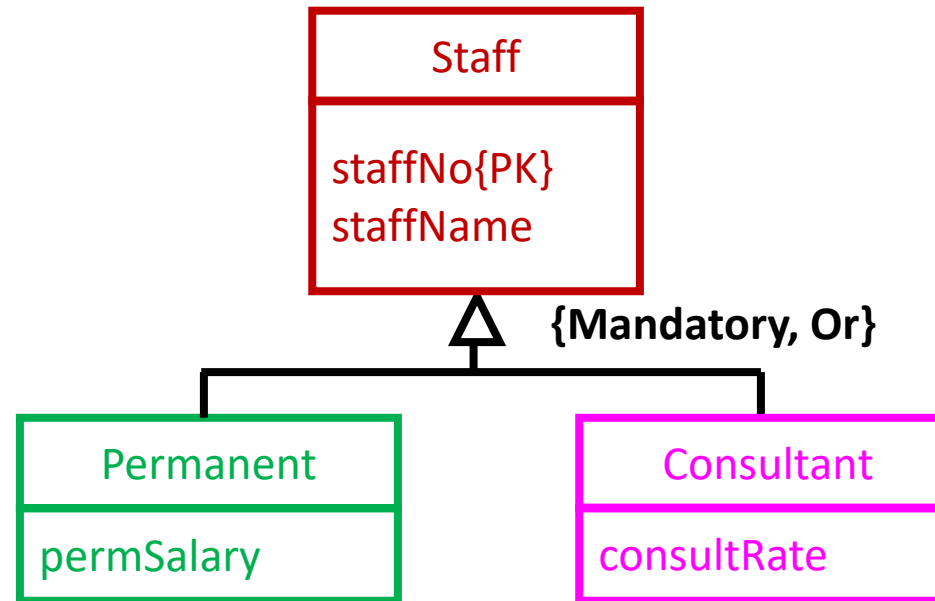 Staff
staffNo{PK}
staffName
{Mandatory, Or}
Permanent
permSalary
Consultant
consultRate